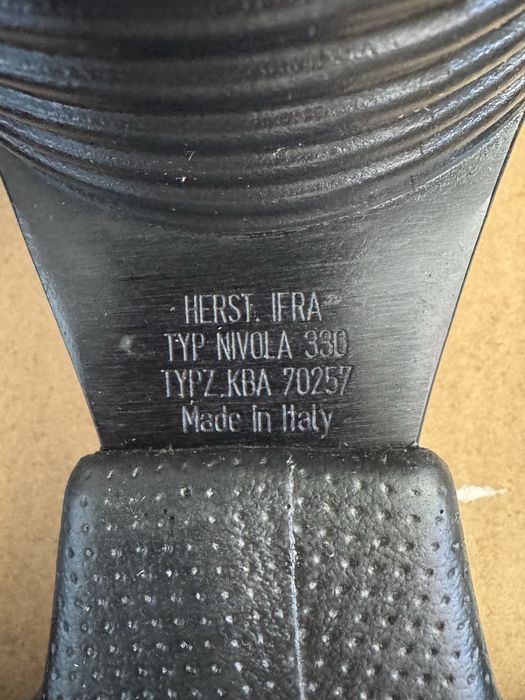 HERST. IFRA
TYP NIVOLA 330
TYPZ.KBA 70257
Made in Italy